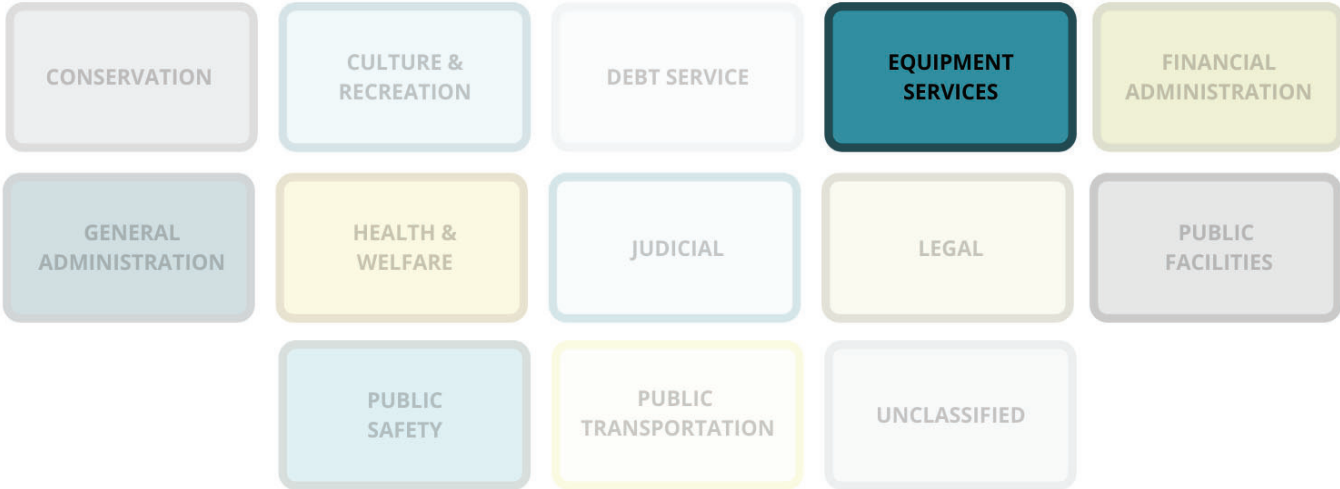 CONSERVATION
CULTURE &
RECREATION
DEBT SERVICE
EQUIPMENT
SERVICES
FINANCIAL
ADMINISTRATION
GENERAL
ADMINISTRATION
HEALTH &
WELFARE
JUDICIAL
LEGAL
PUBLIC
FACILITIES
PUBLIC
SAFETY
PUBLIC
TRANSPORTATION
UNCLASSIFIED